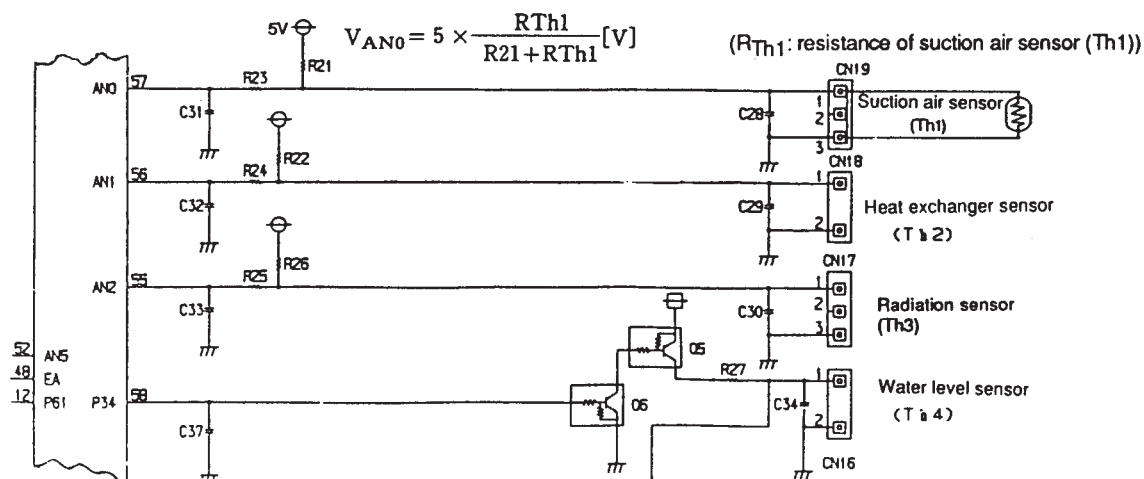 5V
V_AN0 = 5 × RTh1 / (R21+RTh1) [V]
(RTh1: resistance of suction air sensor (Th1))
R21
CN19
AN0 57
R23
C31
C28
1
2
3
Suction air sensor
(Th1)
R22
CN18
AN1 56
R24
C32
C29
1
2
Heat exchanger sensor
(Th2)
R26
CN17
AN2 55
R25
C33
C30
1
2
3
Radiation sensor
(Th3)
Q5
52 AN5
48 EA
12 P61
P34 58
R27
Q6
C37
C34
1
2
Water level sensor
(Th4)
CN16